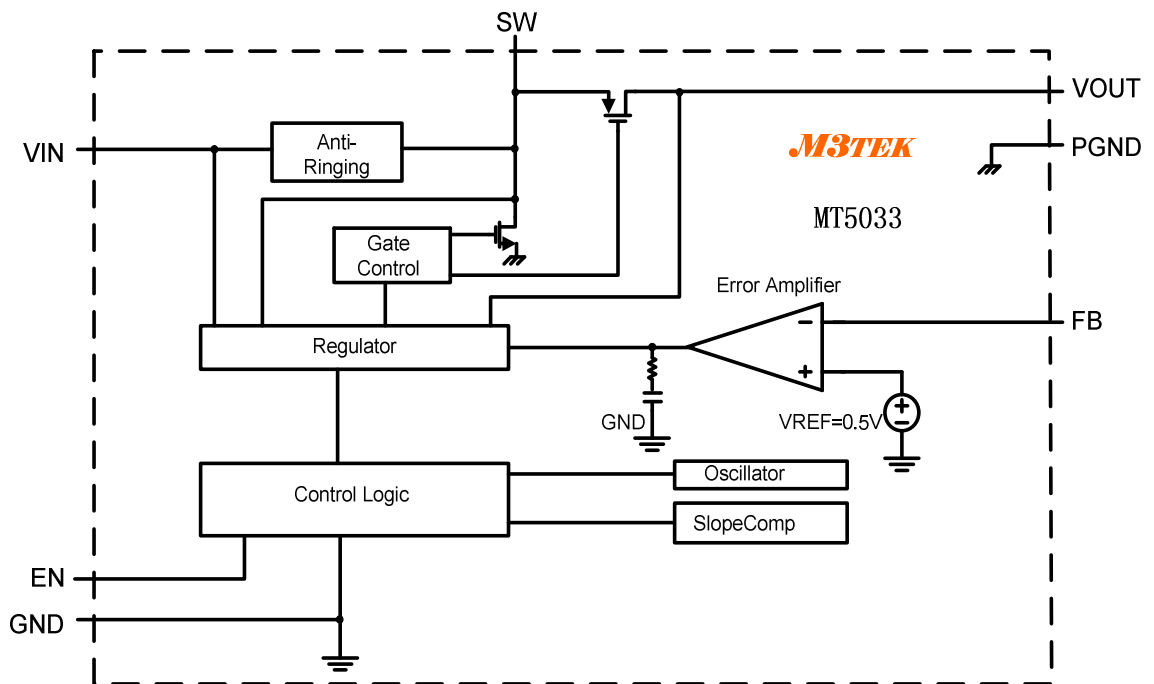 SW
VOUT
VIN
Anti-
Ringing
M3TEK
PGND
MT5033
Gate
Control
Error Amplifier
−
FB
Regulator
+
GND
VREF=0.5V
+
−
Control Logic
Oscillator
SlopeComp
EN
GND